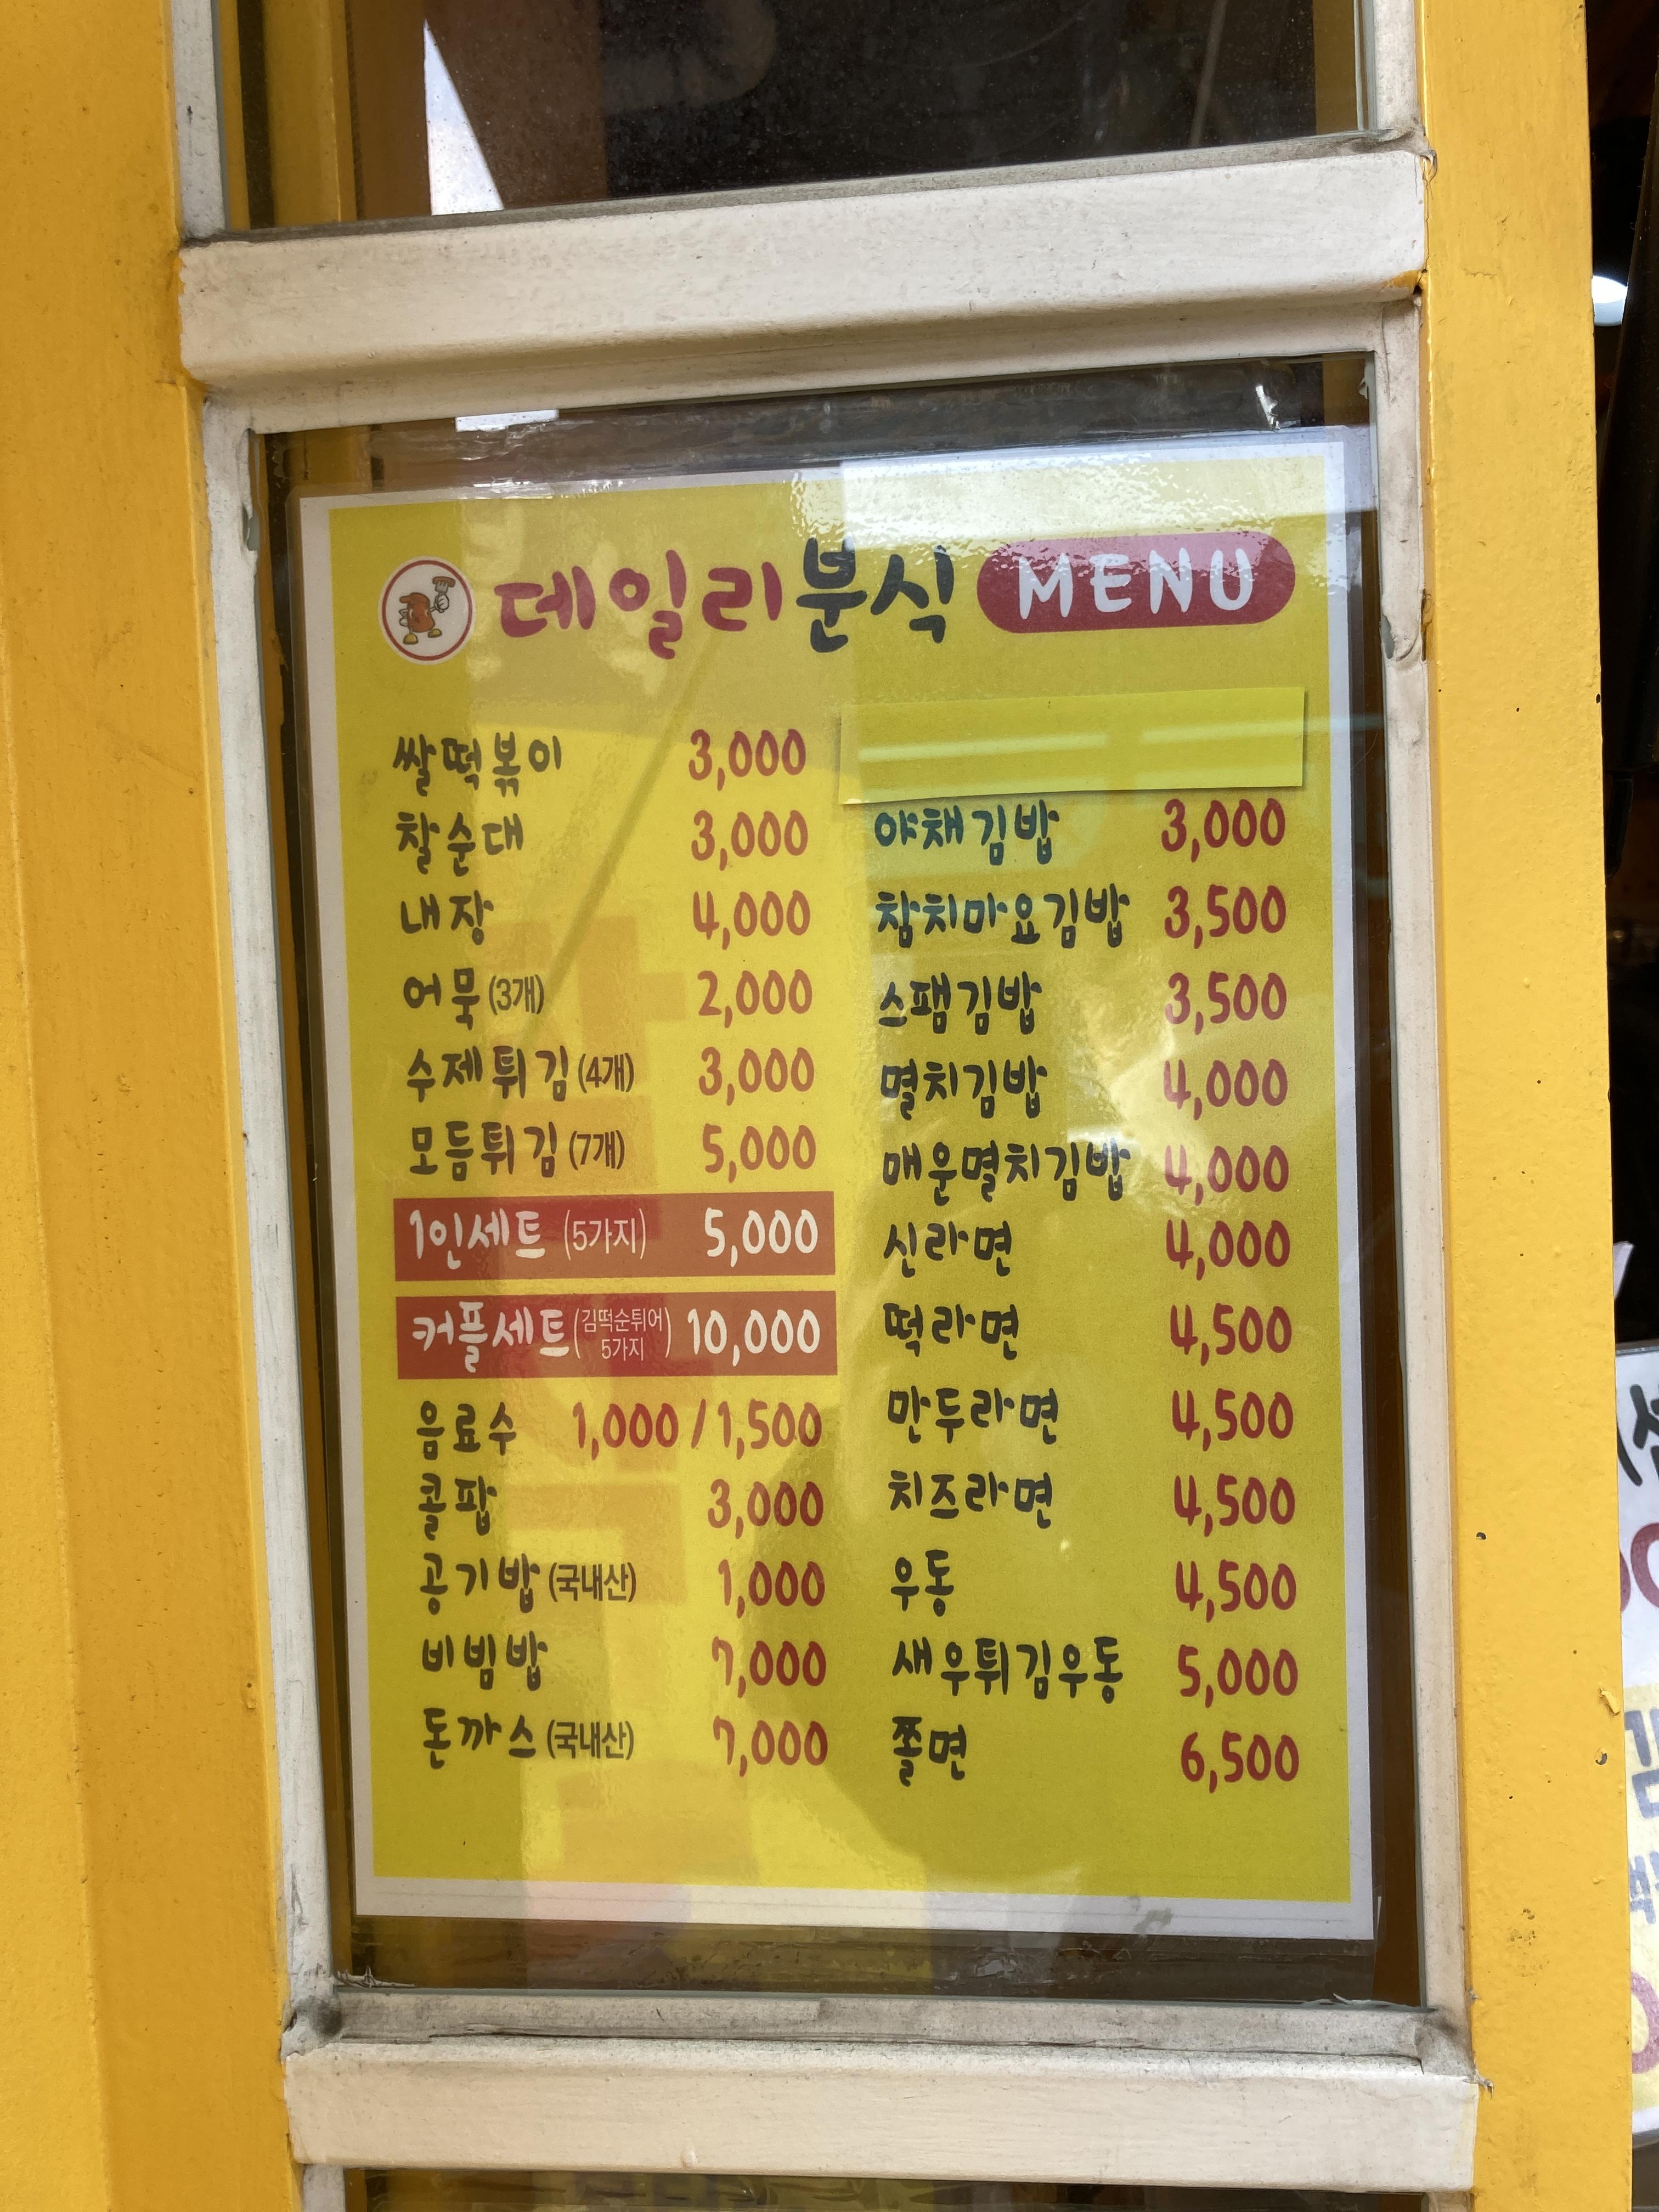 데일리분식 MENU
쌀떡볶이 3,000
찰순대 3,000
내장 4,000
어묵 (3개) 2,000
수제튀김 (4개) 3,000
모듬튀김 (7개) 5,000
1인세트 (5가지) 5,000
커플세트 (김떡순튀어 5가지) 10,000
음료수 1,000 / 1,500
콜팝 3,000
공기밥 (국내산) 1,000
비빔밥 7,000
돈까스 (국내산) 7,000
야채김밥 3,000
참치마요김밥 3,500
스팸김밥 3,500
멸치김밥 4,000
매운멸치김밥 4,000
신라면 4,000
떡라면 4,500
만두라면 4,500
치즈라면 4,500
우동 4,500
새우튀김우동 5,000
쫄면 6,500